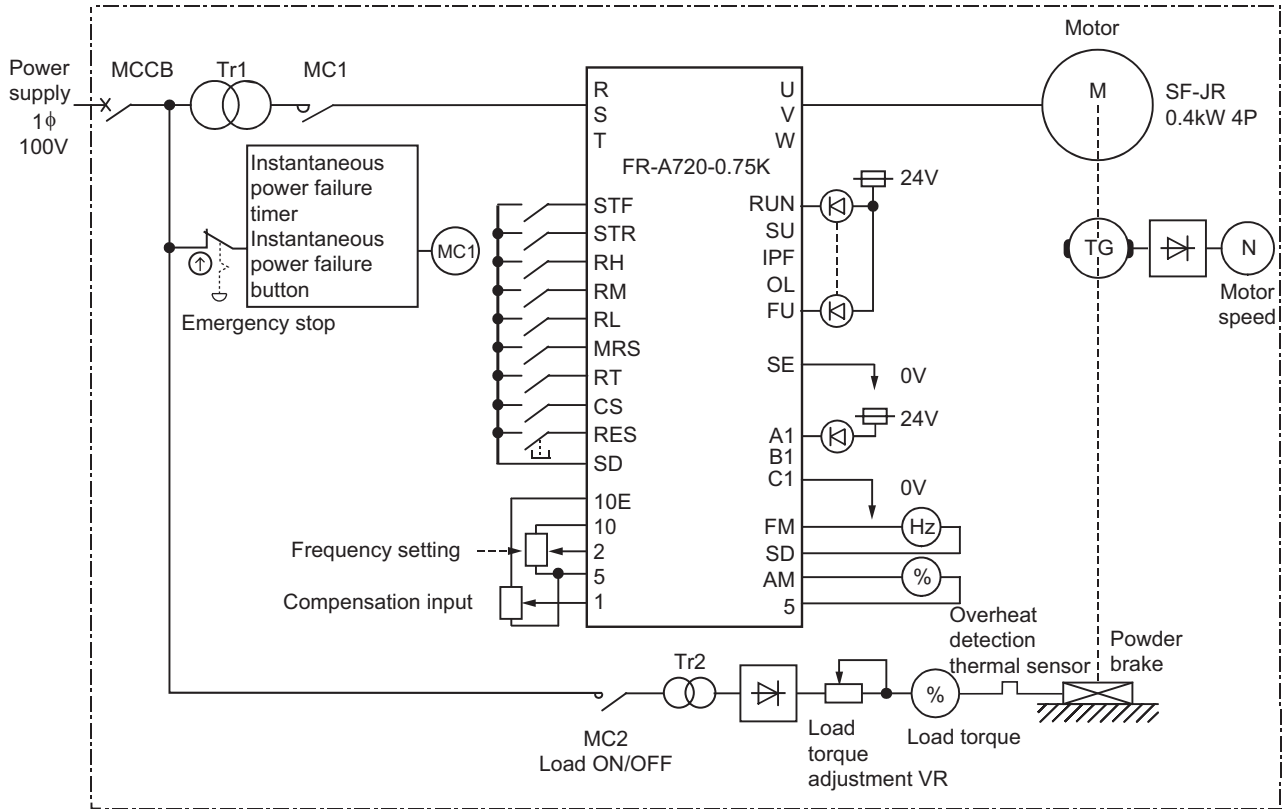 Power
supply
1ϕ
100V
MCCB
Tr1
MC1
Motor
M
SF-JR
0.4kW 4P
R
S
T
U
V
W
FR-A720-0.75K
Instantaneous
power failure
timer
Instantaneous
power failure
button
MC1
Emergency stop
STF
STR
RH
RM
RL
MRS
RT
CS
RES
SD
10E
10
2
5
1
Frequency setting
Compensation input
RUN
SU
IPF
OL
FU
24V
SE
0V
A1
B1
C1
24V
0V
FM
SD
AM
5
Hz
%
TG
N
Motor
speed
MC2
Load ON/OFF
Tr2
Load
torque
adjustment VR
%
Load torque
Overheat
detection
thermal sensor
Powder
brake